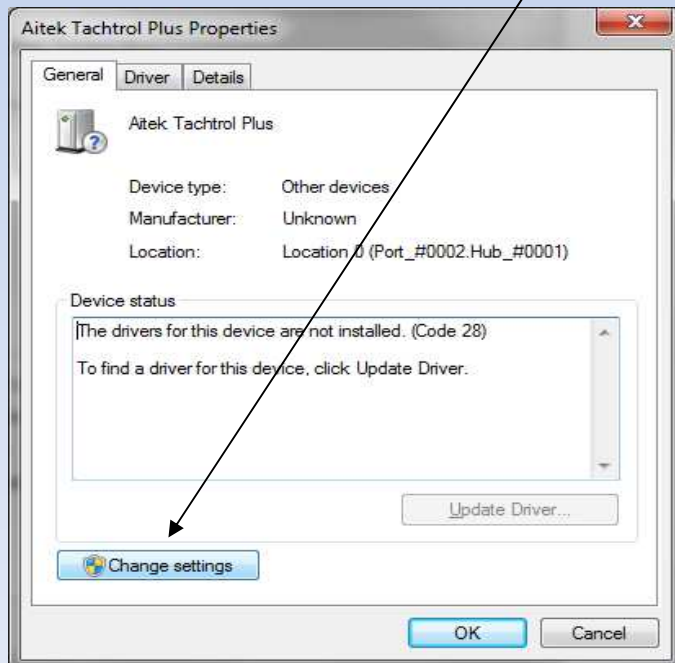 Aitek Tachtrol Plus Properties
General Driver Details
Aitek Tachtrol Plus
Device type: Other devices
Manufacturer: Unknown
Location: Location 0 (Port_#0002.Hub_#0001)
Device status
The drivers for this device are not installed. (Code 28)
To find a driver for this device, click Update Driver.
Update Driver...
Change settings
OK Cancel